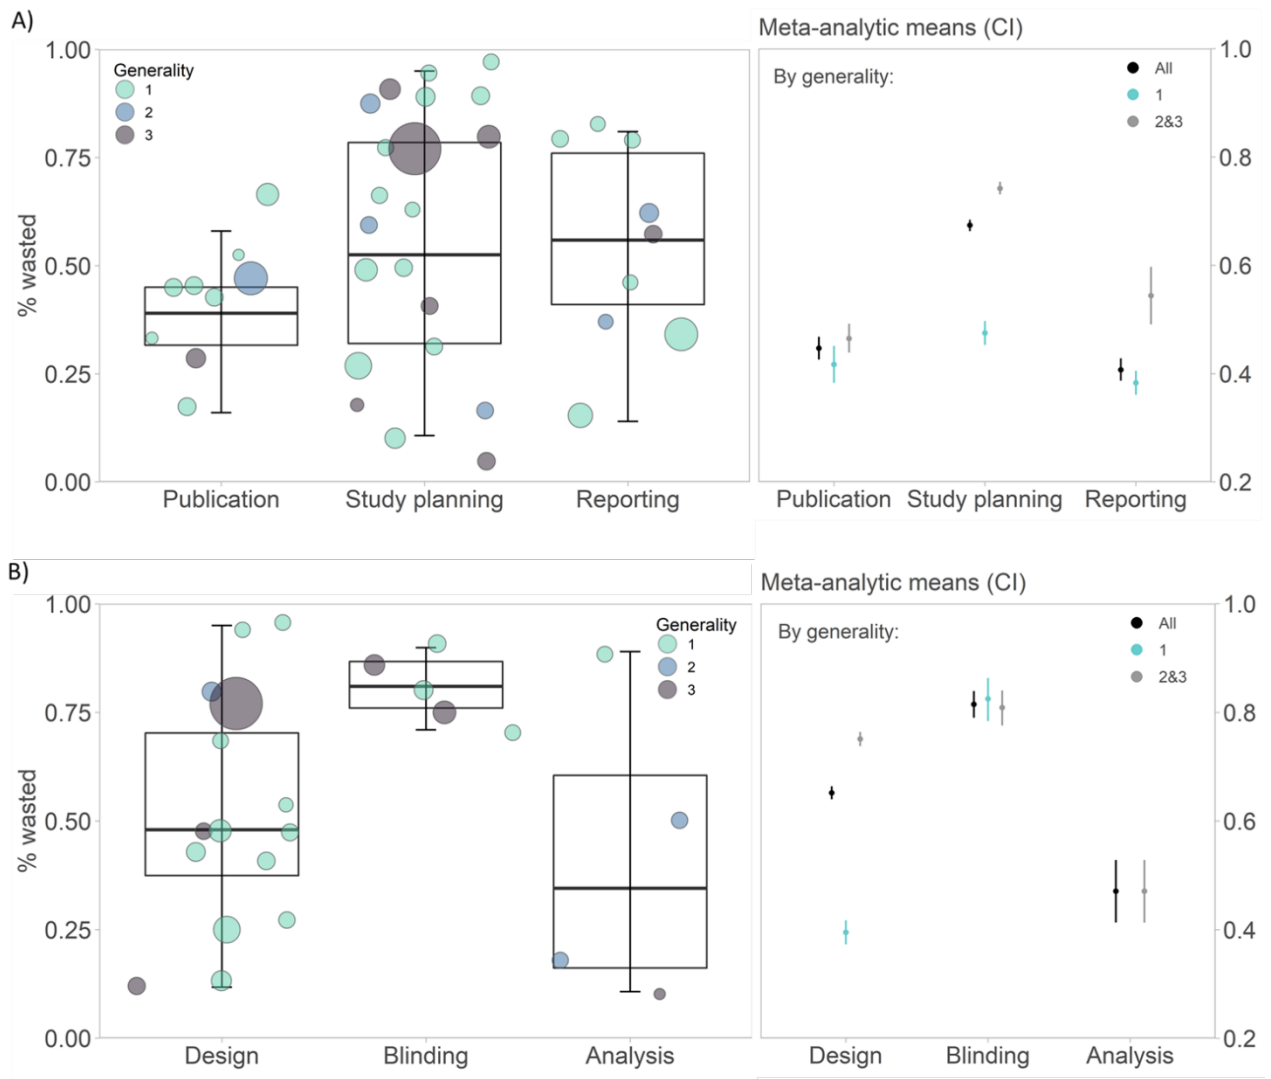 A)
Meta-analytic means (CI)
1.00
0.75
0.50
0.25
0.00
% wasted
Generality
1
2
3
Publication
Study planning
Reporting
By generality:
All
1
2&3
1.0
0.8
0.6
0.4
0.2
Publication
Study planning
Reporting
B)
Meta-analytic means (CI)
1.00
0.75
0.50
0.25
0.00
% wasted
Generality
1
2
3
Design
Blinding
Analysis
By generality:
All
1
2&3
1.0
0.8
0.6
0.4
0.2
Design
Blinding
Analysis